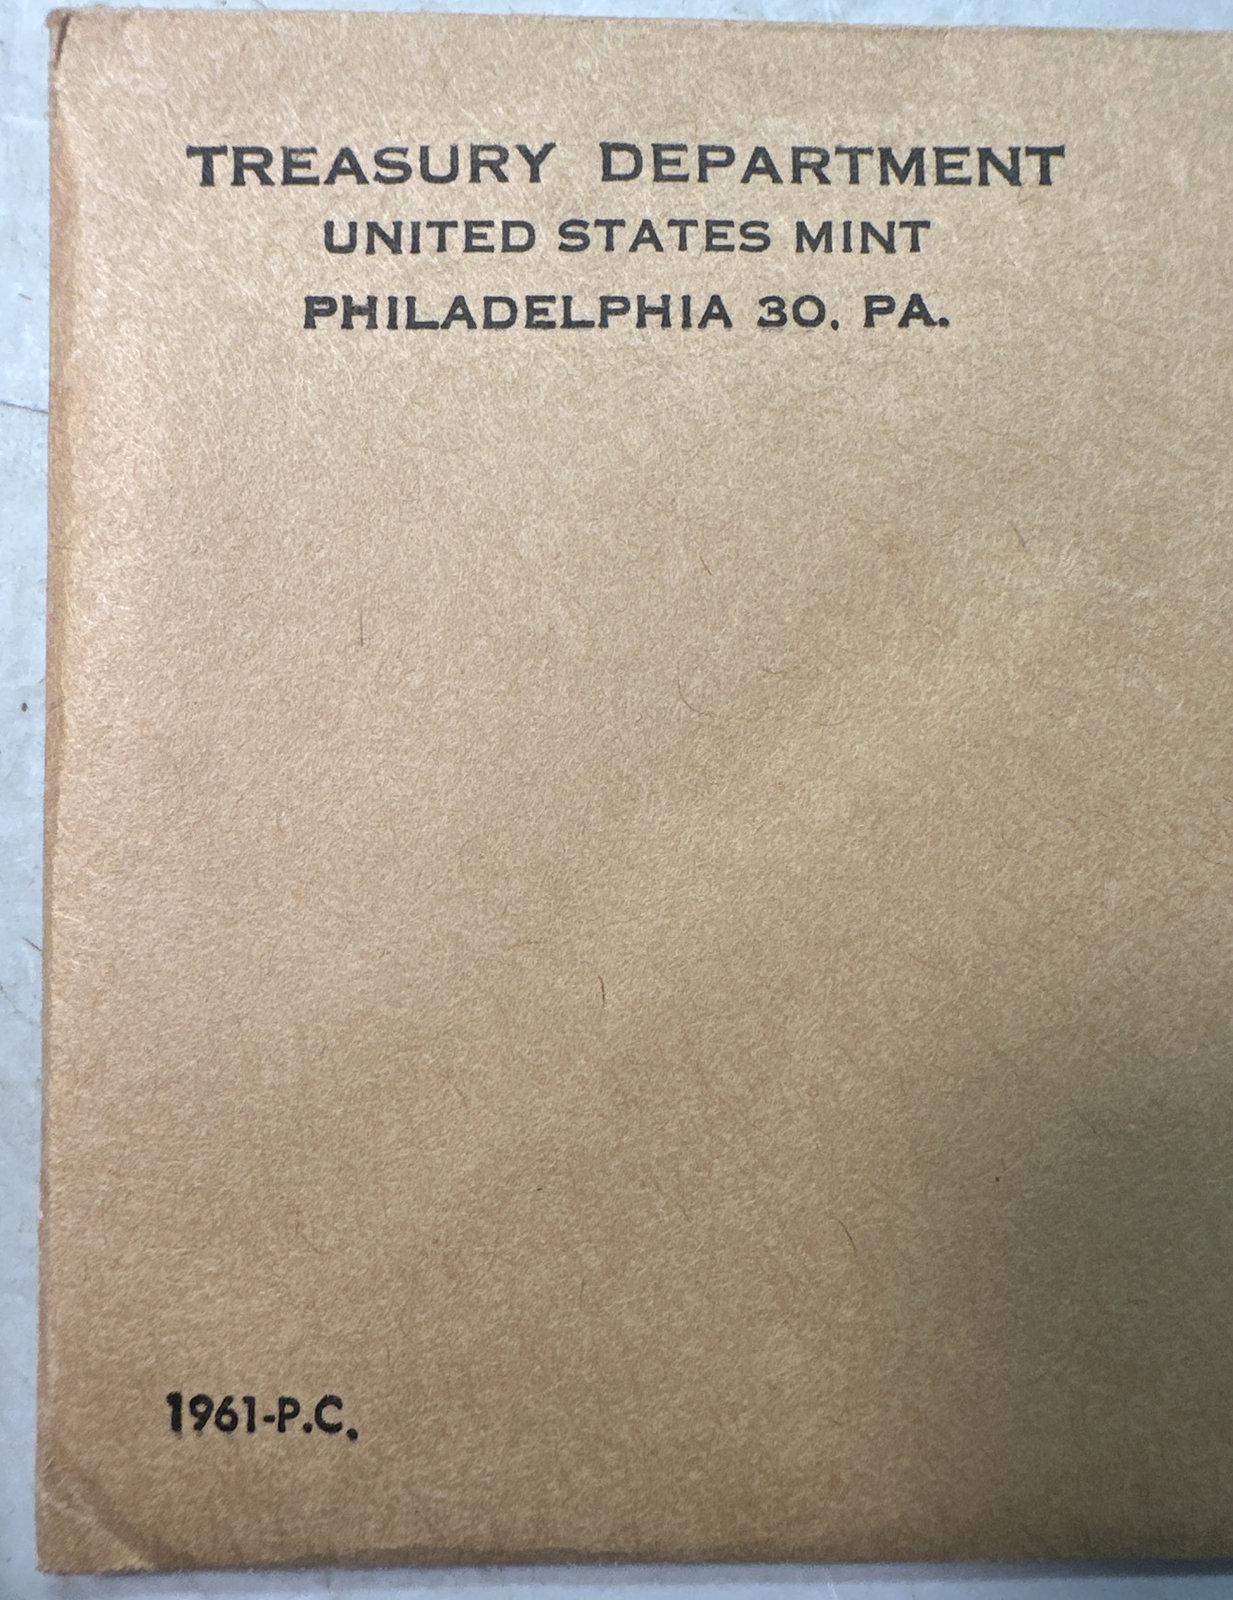 TREASURY DEPARTMENT
UNITED STATES MINT
PHILADELPHIA 30. PA.
1961-P.C.